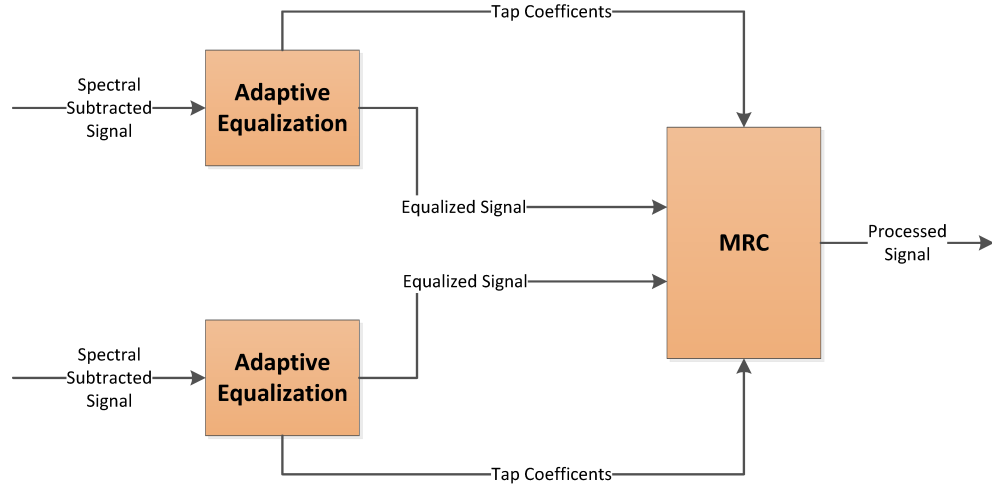 Tap Coefficents
Spectral
Subtracted
Signal
Adaptive
Equalization
Equalized Signal
MRC
Processed
Signal
Equalized Signal
Spectral
Subtracted
Signal
Adaptive
Equalization
Tap Coefficents